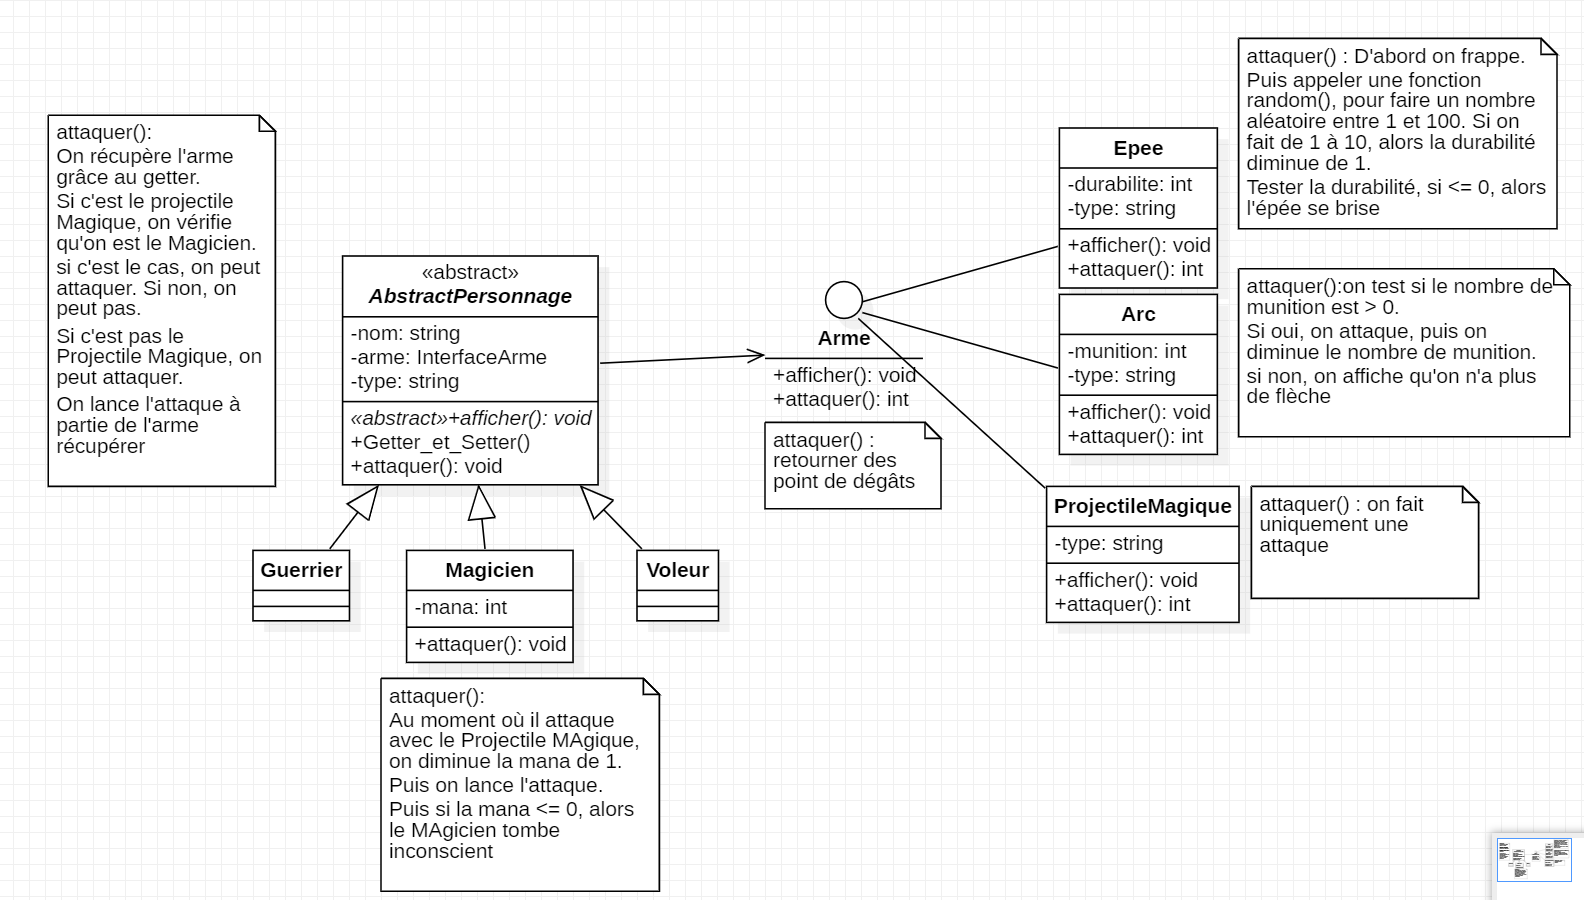 attaquer():
On récupère l'arme
grâce au getter.
Si c'est le projectile
Magique, on vérifie
qu'on est le Magicien.
si c'est le cas, on peut
attaquer. Si non, on
peut pas.
Si c'est pas le
Projectile Magique, on
peut attaquer.
On lance l'attaque à
partie de l'arme
récupérer
«abstract»
AbstractPersonnage
-nom: string
-arme: InterfaceArme
-type: string
«abstract»+afficher(): void
+Getter_et_Setter()
+attaquer(): void
Guerrier
Magicien
-mana: int
+attaquer(): void
Voleur
attaquer():
Au moment où il attaque
avec le Projectile MAgique,
on diminue la mana de 1.
Puis on lance l'attaque.
Puis si la mana <= 0, alors
le MAgicien tombe
inconscient
Arme
+afficher(): void
+attaquer(): int
attaquer() :
retourner des
point de dégâts
Epee
-durabilite: int
-type: string
+afficher(): void
+attaquer(): int
attaquer() : D'abord on frappe.
Puis appeler une fonction
random(), pour faire un nombre
aléatoire entre 1 et 100. Si on
fait de 1 à 10, alors la durabilité
diminue de 1.
Tester la durabilité, si <= 0, alors
l'épée se brise
Arc
-munition: int
-type: string
+afficher(): void
+attaquer(): int
attaquer():on test si le nombre de
munition est > 0.
Si oui, on attaque, puis on
diminue le nombre de munition.
si non, on affiche qu'on n'a plus
de flèche
ProjectileMagique
-type: string
+afficher(): void
+attaquer(): int
attaquer() : on fait
uniquement une
attaque